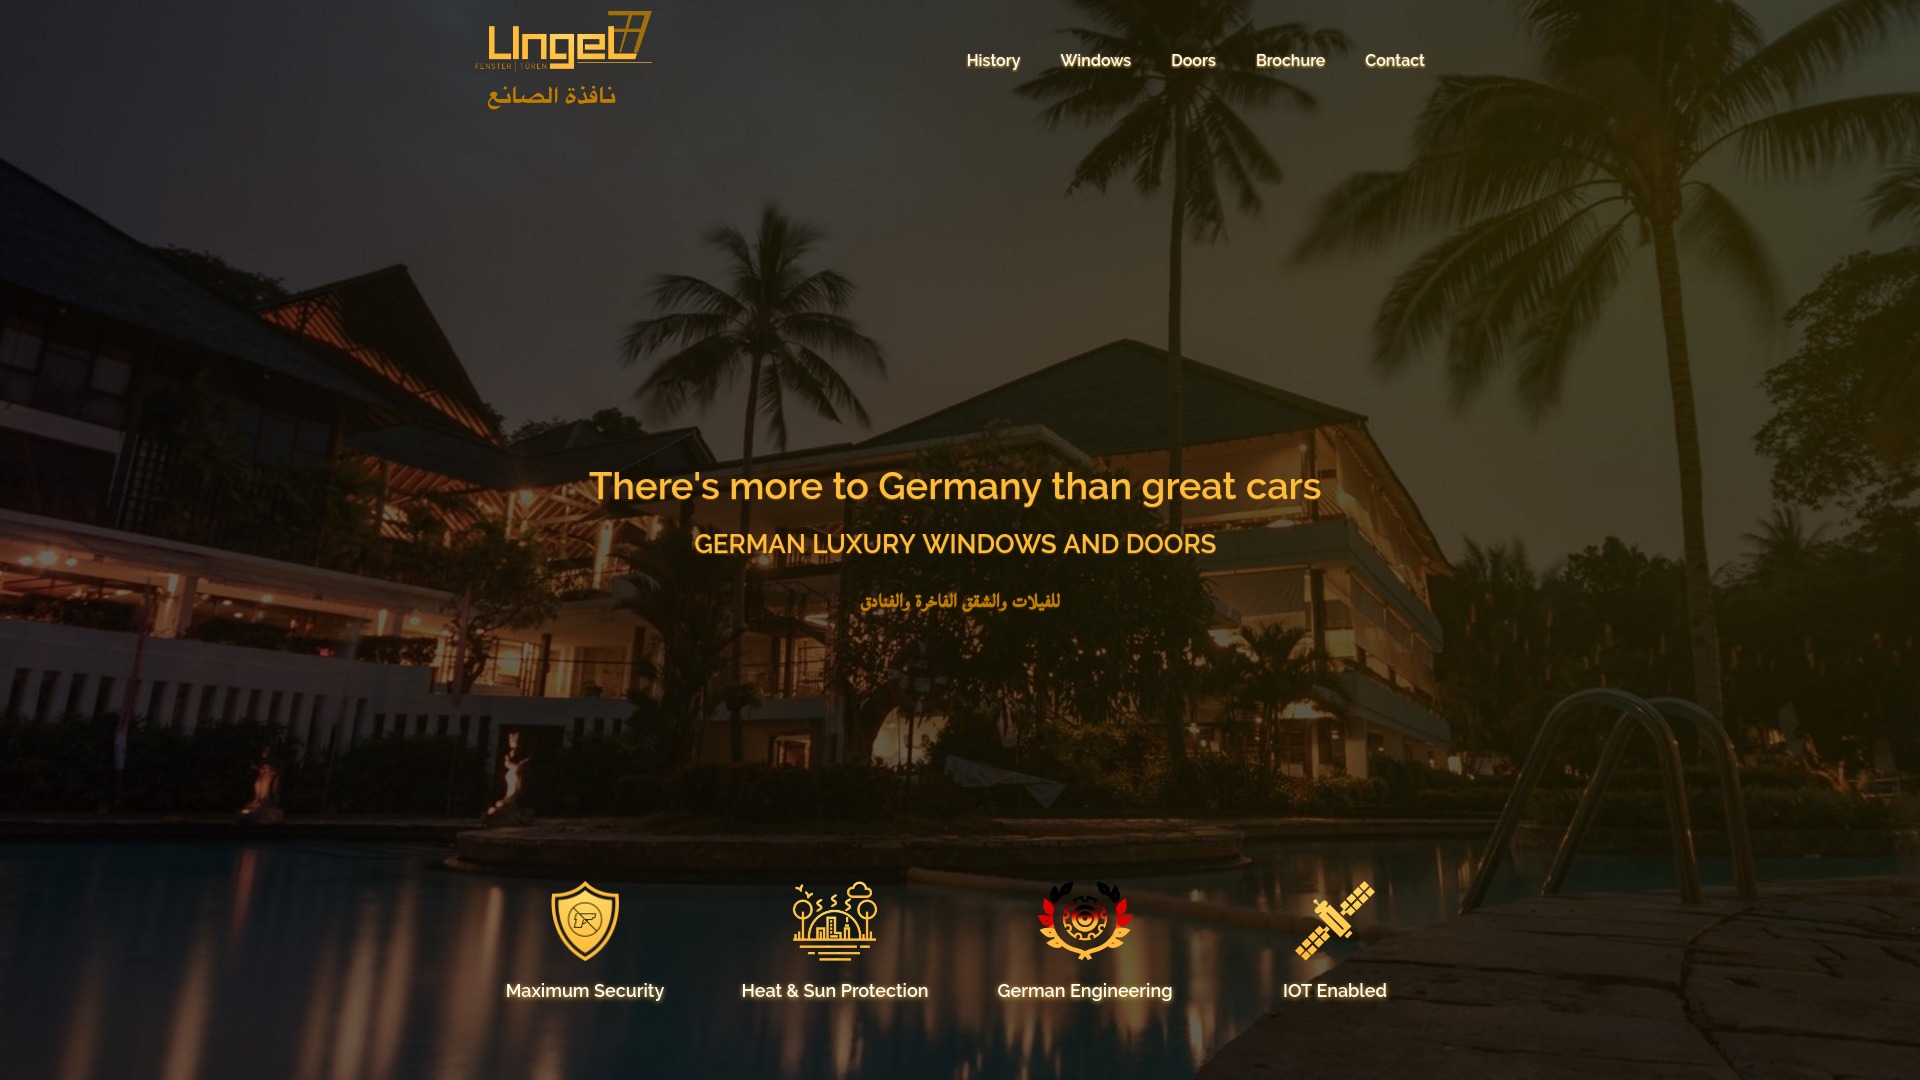 Lingel
FENSTER | TÜREN
نافذة الصانع
History
Windows
Doors
Brochure
Contact
There's more to Germany than great cars
GERMAN LUXURY WINDOWS AND DOORS
للفيلات والشقق الفاخرة والفنادق
Maximum Security
Heat & Sun Protection
German Engineering
IOT Enabled